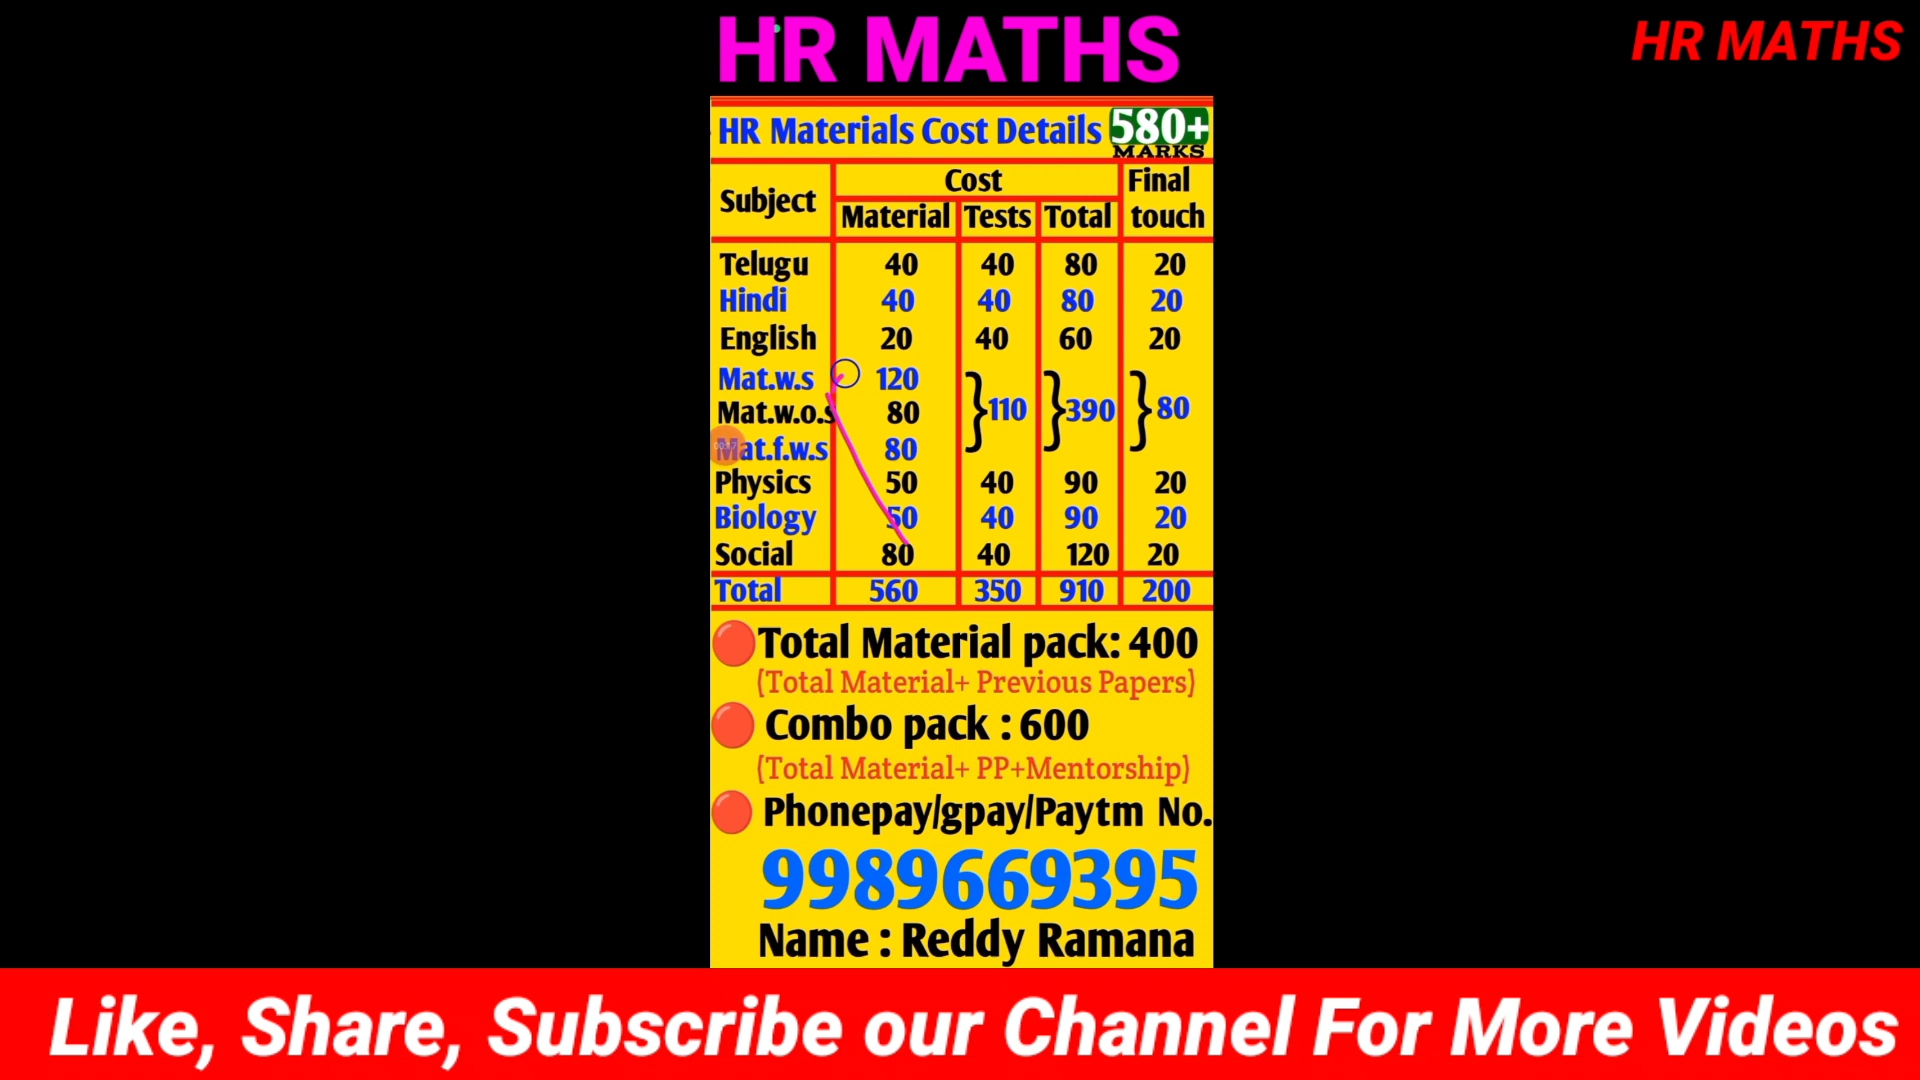 HR MATHS
HR MATHS
HR Materials Cost Details 580+ MARKS
Subject Cost Final touch
Material Tests Total
Telugu 40 40 80 20
Hindi 40 40 80 20
English 20 40 60 20
Mat.w.s 120
Mat.w.o.s 80 }110 }390 }80
Mat.f.w.s 80
Physics 50 40 90 20
Biology 50 40 90 20
Social 80 40 120 20
Total 560 350 910 200
Total Material pack: 400
(Total Material+ Previous Papers)
Combo pack : 600
(Total Material+ PP+Mentorship)
Phonepay/gpay/Paytm No.
9989669395
Name : Reddy Ramana
Like, Share, Subscribe our Channel For More Videos